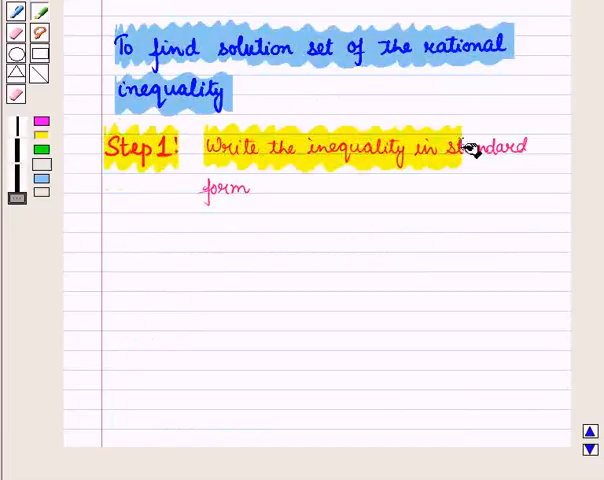 To find solution set of the rational
inequality
Step 1: Write the inequality in standard
form